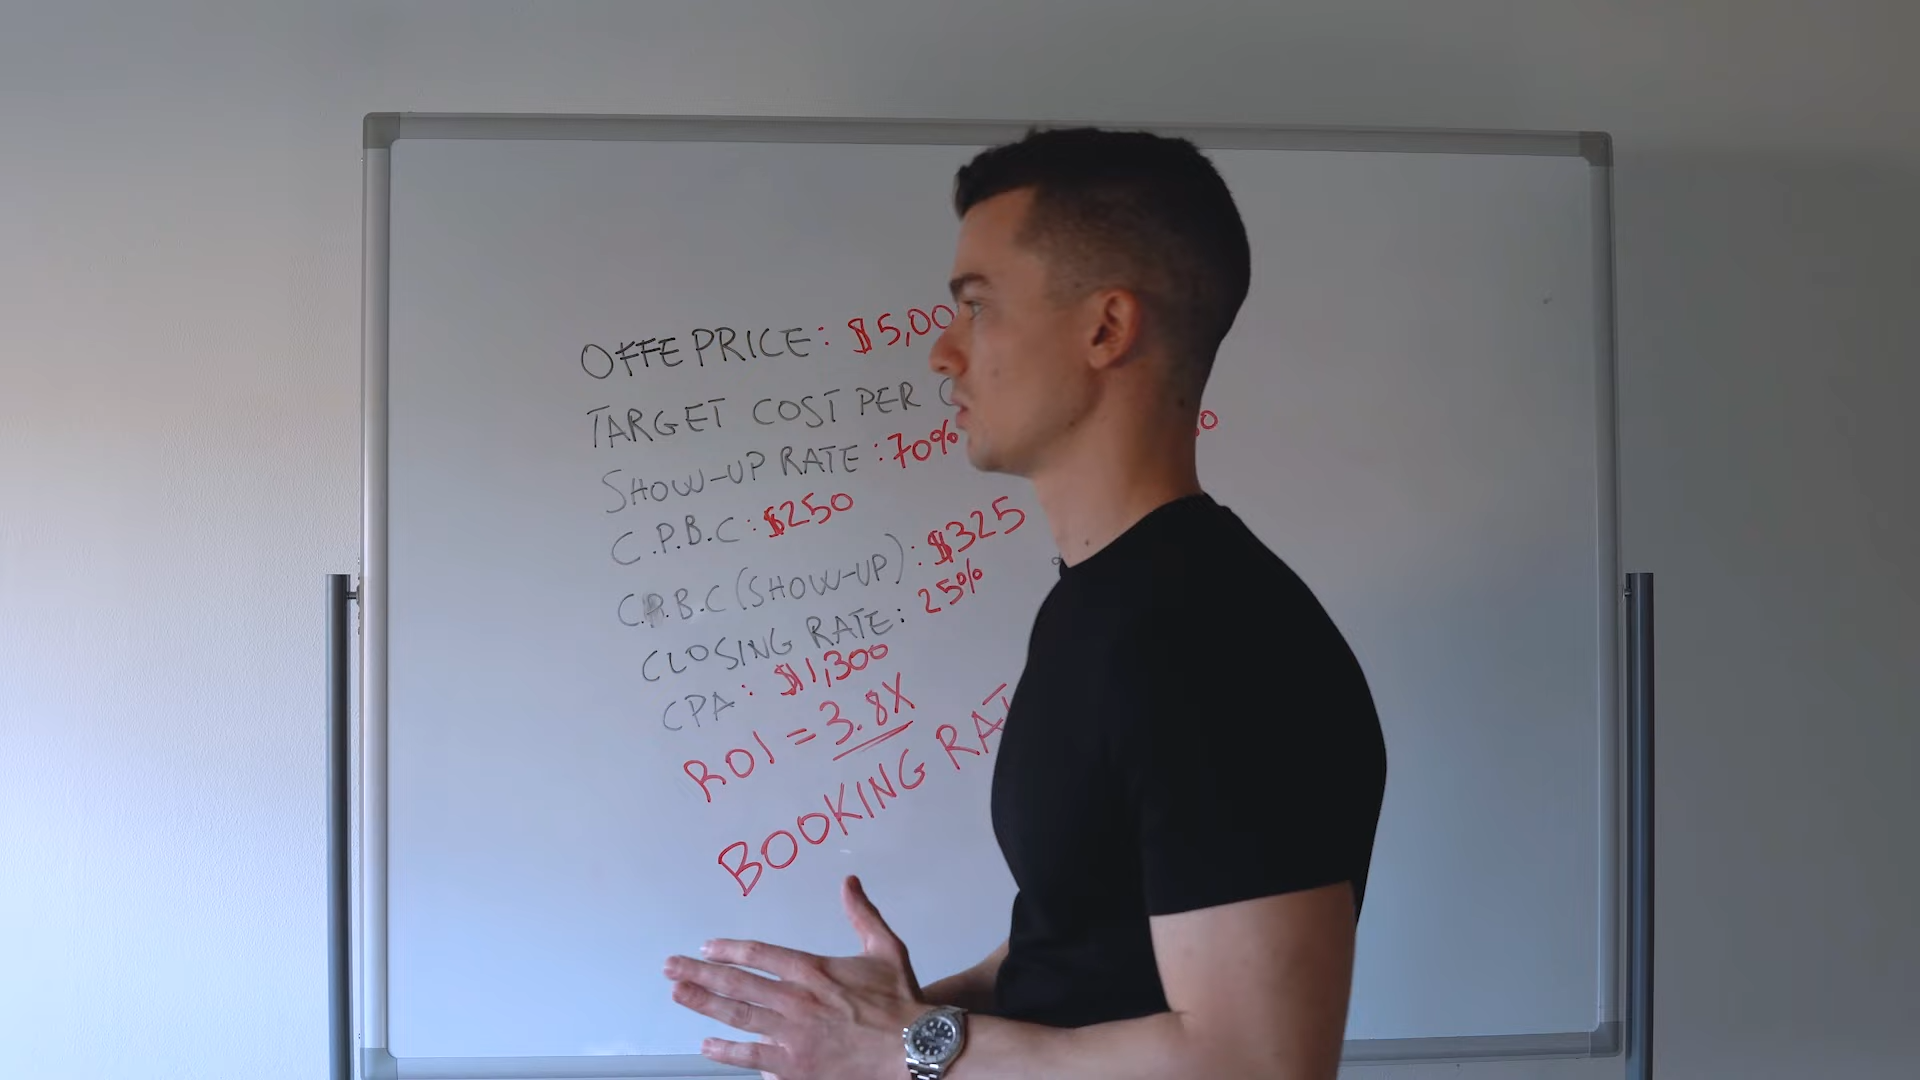 OFFE PRICE: $5,00
TARGET COST PER
SHOW-UP RATE: 70%
C.P.B.C: $250
C.P.B.C (SHOW-UP): $325
CLOSING RATE: 25%
CPA: $1,300
ROI = 3.8X
BOOKING RAT